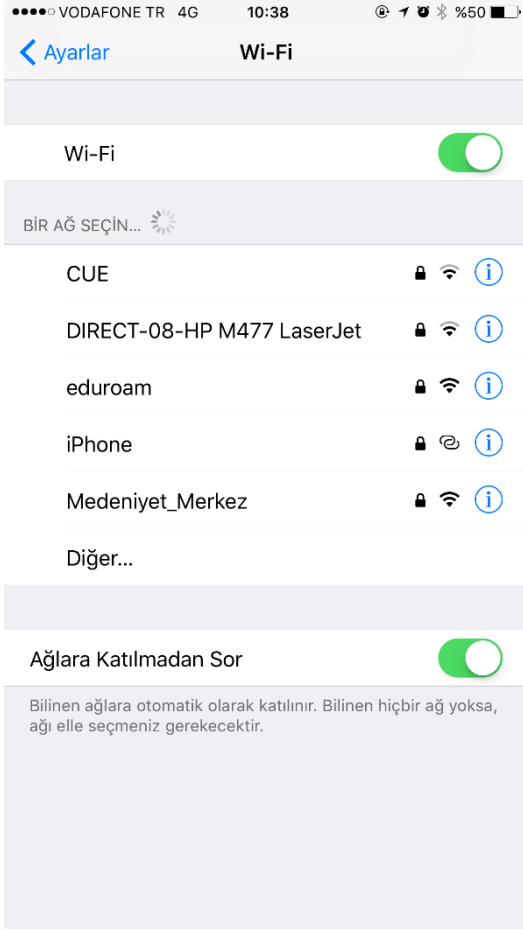 VODAFONE TR 4G 10:38 %50
Ayarlar Wi-Fi
Wi-Fi
BİR AĞ SEÇİN...
CUE
DIRECT-08-HP M477 LaserJet
eduroam
iPhone
Medeniyet_Merkez
Diğer...
Ağlara Katılmadan Sor
Bilinen ağlara otomatik olarak katılınır. Bilinen hiçbir ağ yoksa,
ağı elle seçmeniz gerekecektir.